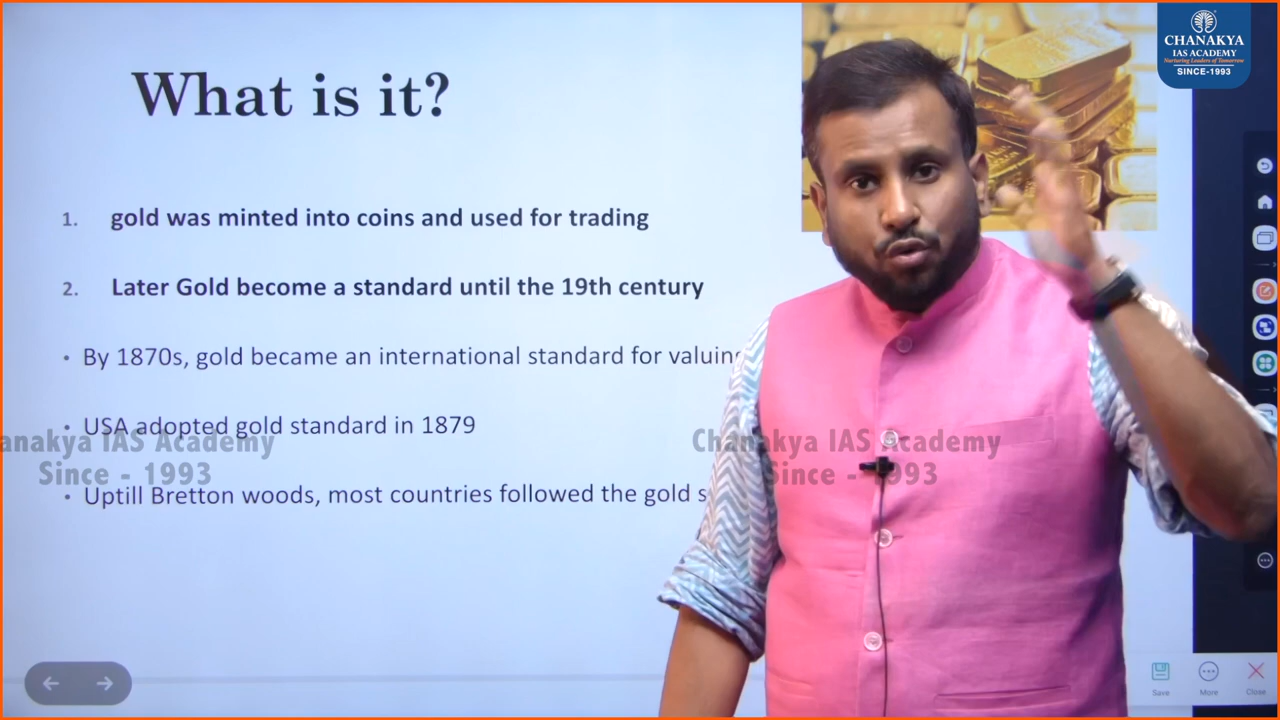 What is it?
1. gold was minted into coins and used for trading
2. Later Gold become a standard until the 19th century
• By 1870s, gold became an international standard for valuing
• USA adopted gold standard in 1879
• Uptill Bretton woods, most countries followed the gold s
CHANAKYA
IAS ACADEMY
Nurturing Leaders of Tomorrow
SINCE-1993
Chanakya IAS Academy
Since - 1993
anakya IAS Academy
Since - 1993
Save
More
Close